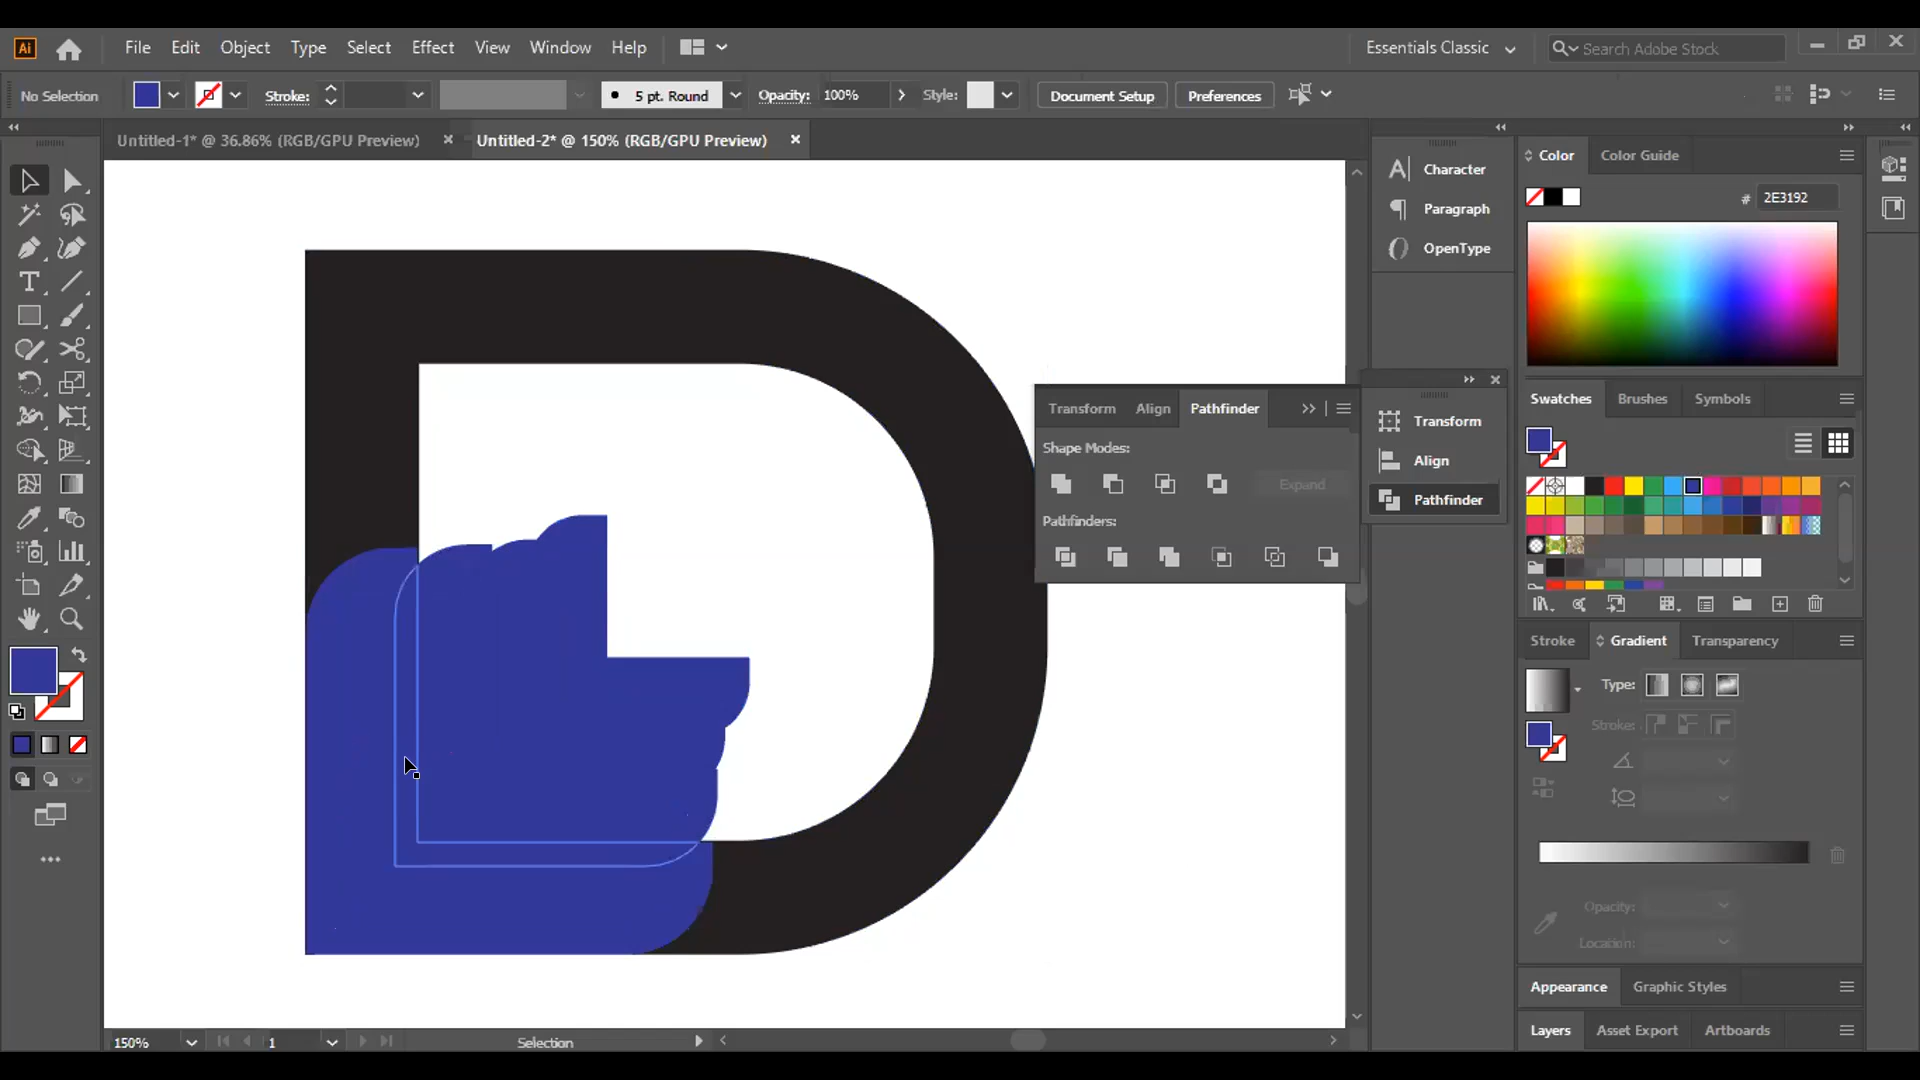 Ai File Edit Object Type Select Effect View Window Help Essentials Classic Search Adobe Stock
No Selection Stroke: 5 pt. Round Opacity: 100% Style: Document Setup Preferences
Untitled-1* @ 36.86% (RGB/GPU Preview) Untitled-2* @ 150% (RGB/GPU Preview)
Character
Paragraph
OpenType
Transform Align Pathfinder
Shape Modes:
Expand
Pathfinders:
Transform
Align
Pathfinder
Color Color Guide
# 2E3192
Swatches Brushes Symbols
Stroke Gradient Transparency
Type:
Stroke:
Opacity:
Location:
Appearance Graphic Styles
Layers Asset Export Artboards
150% 1 Selection